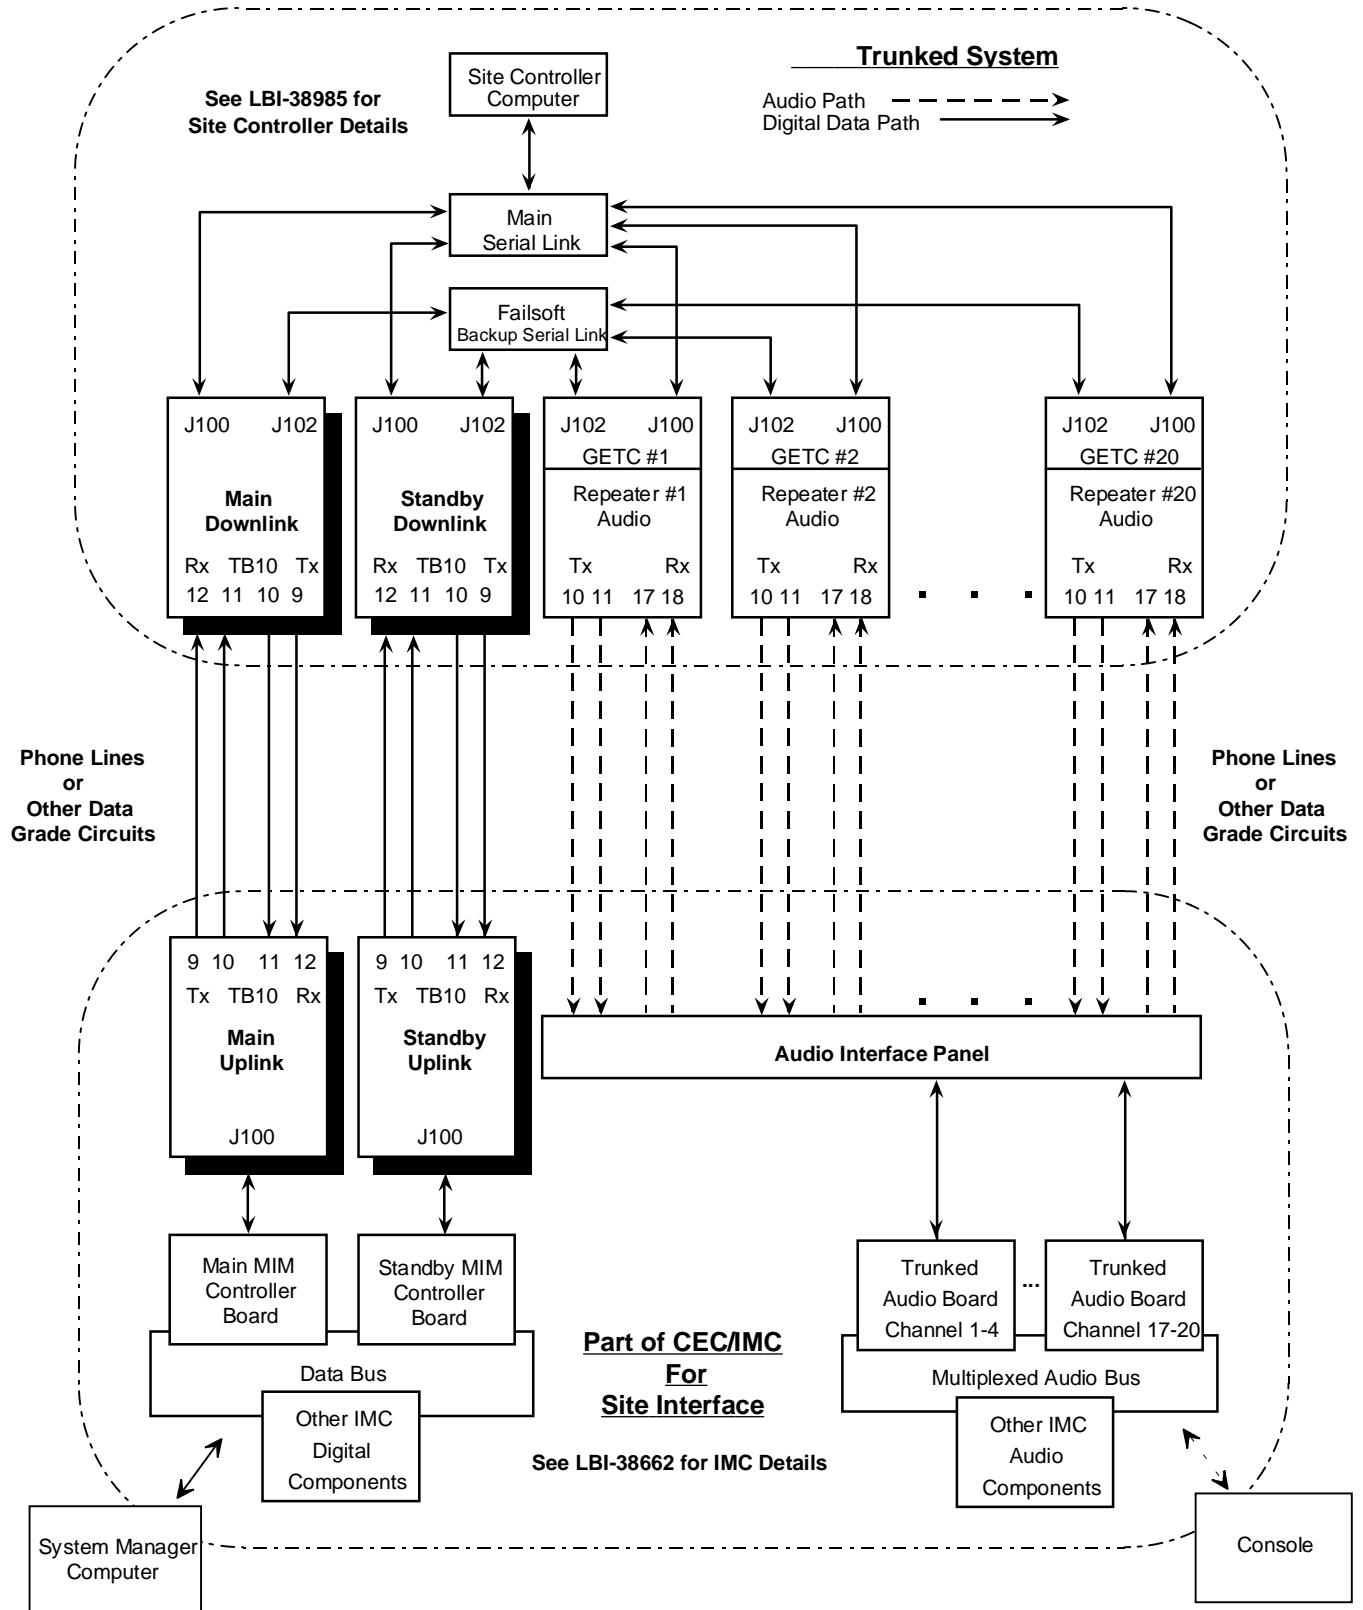 Trunked System
Site Controller
Computer
See LBI-38985 for
Site Controller Details
Audio Path
Digital Data Path
Main
Serial Link
Failsoft
Backup Serial Link
J100 J102
Main
Downlink
Rx TB10 Tx
12 11 10 9
J100 J102
Standby
Downlink
Rx TB10 Tx
12 11 10 9
J102 J100
GETC #1
Repeater #1
Audio
Tx Rx
10 11 17 18
J102 J100
GETC #2
Repeater #2
Audio
Tx Rx
10 11 17 18
. . .
J102 J100
GETC #20
Repeater #20
Audio
Tx Rx
10 11 17 18
Phone Lines
or
Other Data
Grade Circuits
Phone Lines
or
Other Data
Grade Circuits
9 10 11 12
Tx TB10 Rx
Main
Uplink
J100
9 10 11 12
Tx TB10 Rx
Standby
Uplink
J100
. . .
Audio Interface Panel
Main MIM
Controller
Board
Standby MIM
Controller
Board
Data Bus
Other IMC
Digital
Components
Part of CEC/IMC
For
Site Interface
See LBI-38662 for IMC Details
Trunked
Audio Board
Channel 1-4
...
Trunked
Audio Board
Channel 17-20
Multiplexed Audio Bus
Other IMC
Audio
Components
System Manager
Computer
Console